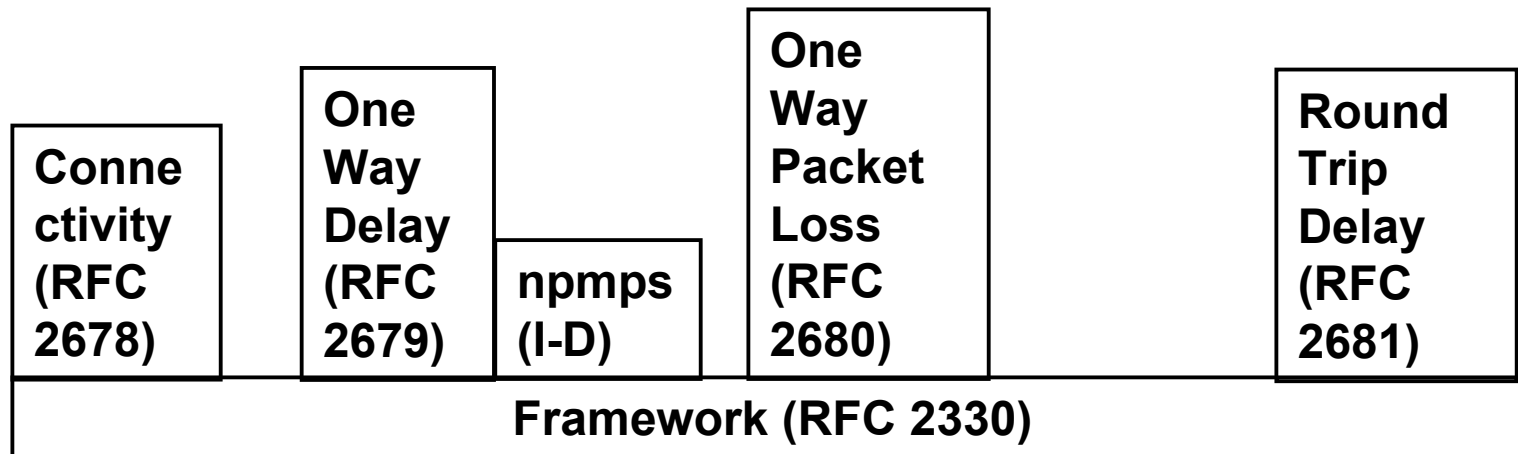 Conne
ctivity
(RFC
2678)
One
Way
Delay
(RFC
2679)
npmps
(I-D)
One
Way
Packet
Loss
(RFC
2680)
Round
Trip
Delay
(RFC
2681)
Framework (RFC 2330)